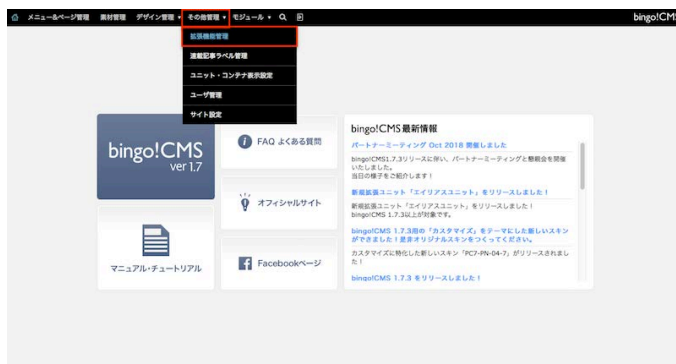 メニュー&ページ管理 素材管理 デザイン管理 ▾ その他管理 ▾ モジュール ▾
bingo!CMS
拡張機能管理
連載記事ラベル管理
ユニット・コンテナ表示設定
ユーザ管理
サイト設定
bingo!CMS
ver 1.7
FAQ よくある質問
オフィシャルサイト
マニュアル・チュートリアル
Facebookページ
bingo!CMS最新情報
パートナーミーティング Oct 2018 開催しました
bingo!CMS1.7.3リリースに伴い、パートナーミーティングと懇親会を開催
いたしました。
当日の様子をご紹介します！
新規拡張ユニット「エイリアスユニット」をリリースしました！
新規拡張ユニット「エイリアスユニット」をリリースしました！
bingo!CMS 1.7.3以上が対象です。
bingo!CMS 1.7.3用の「カスタマイズ」をテーマにした新しいスキン
ができました！是非オリジナルスキンをつくってください。
カスタマイズに特化した新しいスキン「PC7-PN-04-7」がリリースされまし
た！
bingo!CMS 1.7.3 をリリースしました！